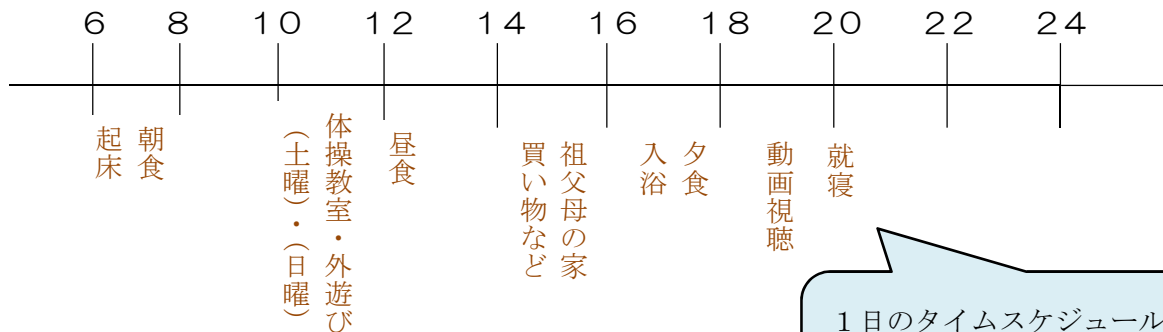 6 8 10 12 14 16 18 20 22 24
起床
朝食
体操教室・外遊び
(土曜)・(日曜)
昼食
祖父母の家
買い物など
入浴
夕食
動画視聴
就寝
1日のタイムスケジュール